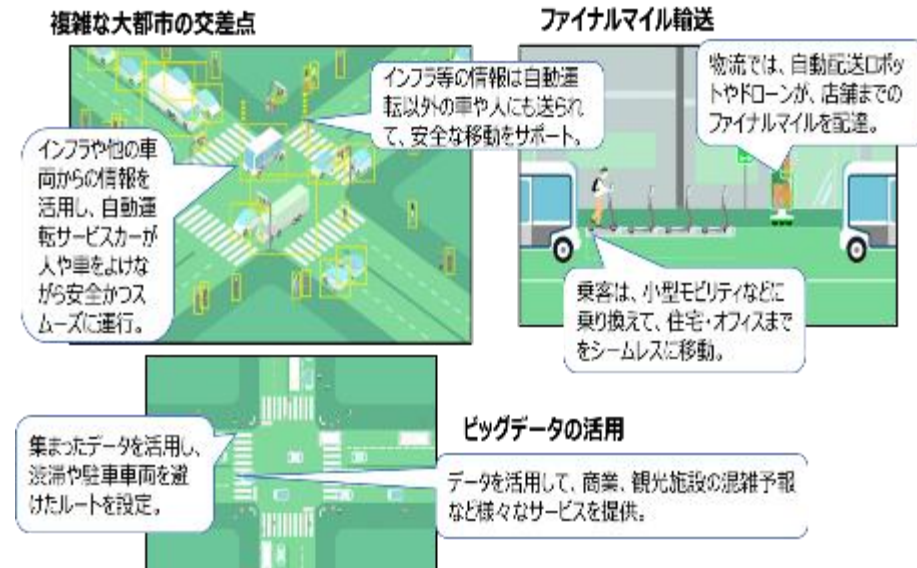 複雑な大都市の交差点
インフラ等の情報は自動運
転以外の車や人にも送られ
て、安全な移動をサポート。
インフラや他の車
両からの情報を
活用し、自動運
転サービスカーが
人や車をよけな
がら安全かつス
ムーズに運行。
ファイナルマイル輸送
物流では、自動配送ロボッ
トやドローンが、店舗までの
ファイナルマイルを配達。
乗客は、小型モビリティなどに
乗り換えて、住宅・オフィスまで
をシームレスに移動。
集まったデータを活用し、
渋滞や駐車車両を避
けたルートを設定。
ビッグデータの活用
データを活用して、商業、観光施設の混雑予報
など様々なサービスを提供。